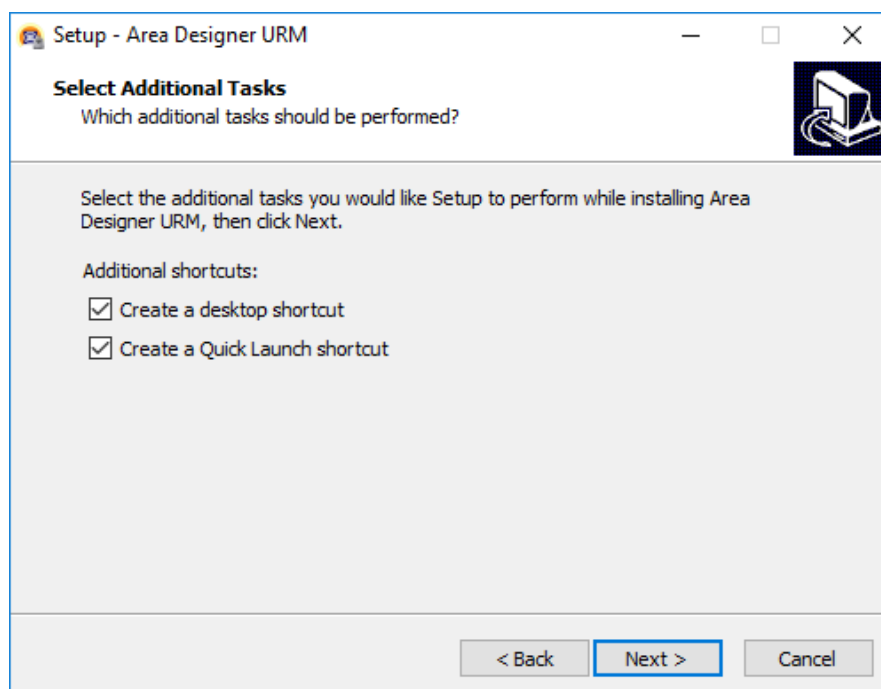 Setup - Area Designer URM
Select Additional Tasks
Which additional tasks should be performed?
Select the additional tasks you would like Setup to perform while installing Area
Designer URM, then click Next.
Additional shortcuts:
Create a desktop shortcut
Create a Quick Launch shortcut
< Back
Next >
Cancel